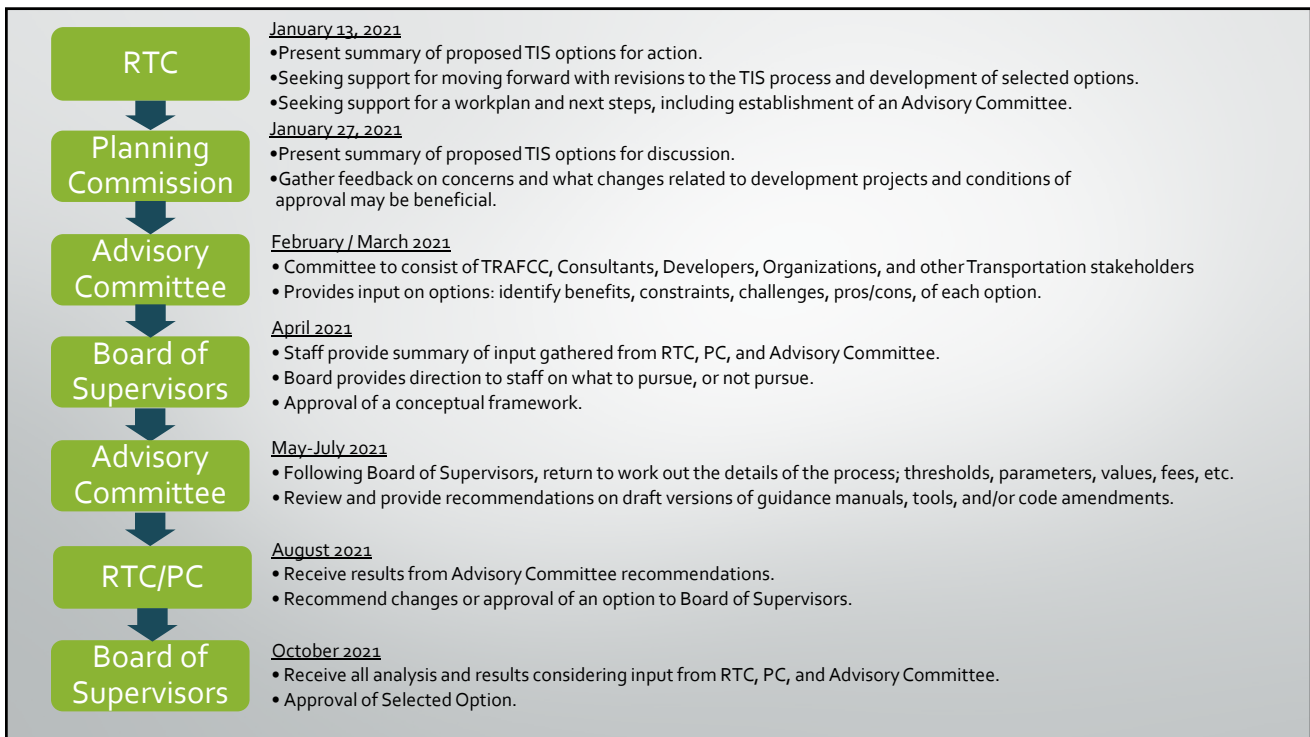 RTC
January 13, 2021
•Present summary of proposed TIS options for action.
•Seeking support for moving forward with revisions to the TIS process and development of selected options.
•Seeking support for a workplan and next steps, including establishment of an Advisory Committee.
Planning
Commission
January 27, 2021
•Present summary of proposed TIS options for discussion.
•Gather feedback on concerns and what changes related to development projects and conditions of
approval may be beneficial.
Advisory
Committee
February / March 2021
• Committee to consist of TRAFCC, Consultants, Developers, Organizations, and other Transportation stakeholders
• Provides input on options: identify benefits, constraints, challenges, pros/cons, of each option.
Board of
Supervisors
April 2021
• Staff provide summary of input gathered from RTC, PC, and Advisory Committee.
• Board provides direction to staff on what to pursue, or not pursue.
• Approval of a conceptual framework.
Advisory
Committee
May-July 2021
• Following Board of Supervisors, return to work out the details of the process; thresholds, parameters, values, fees, etc.
• Review and provide recommendations on draft versions of guidance manuals, tools, and/or code amendments.
RTC/PC
August 2021
• Receive results from Advisory Committee recommendations.
• Recommend changes or approval of an option to Board of Supervisors.
Board of
Supervisors
October 2021
• Receive all analysis and results considering input from RTC, PC, and Advisory Committee.
• Approval of Selected Option.